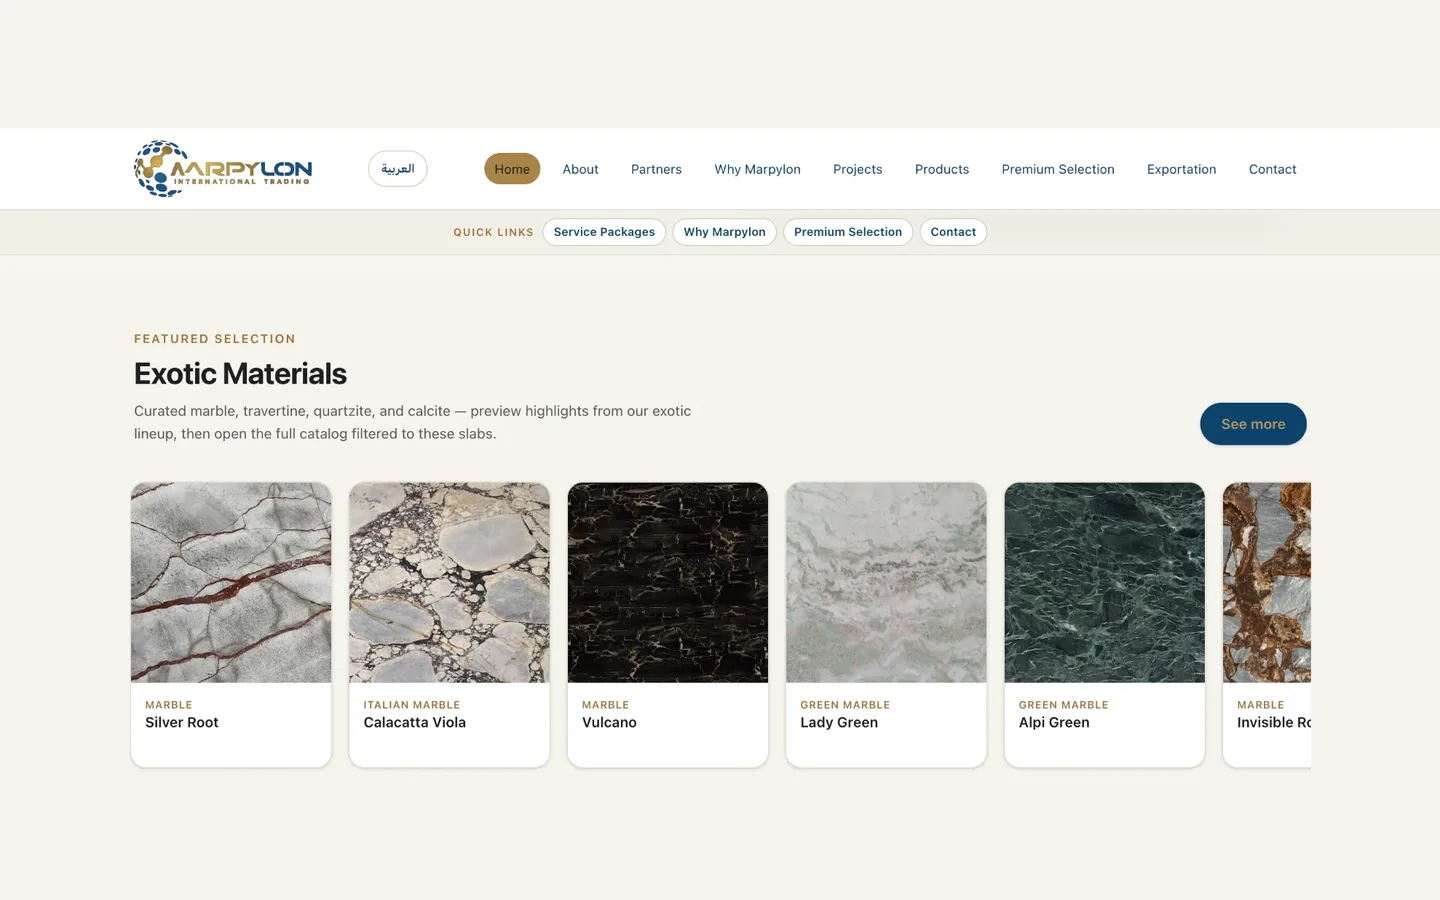 MARPYLON
INTERNATIONAL TRADING
العربية
Home
About
Partners
Why Marpylon
Projects
Products
Premium Selection
Exportation
Contact
QUICK LINKS
Service Packages
Why Marpylon
Premium Selection
Contact
FEATURED SELECTION
Exotic Materials
Curated marble, travertine, quartzite, and calcite — preview highlights from our exotic
lineup, then open the full catalog filtered to these slabs.
See more
MARBLE
Silver Root
ITALIAN MARBLE
Calacatta Viola
MARBLE
Vulcano
GREEN MARBLE
Lady Green
GREEN MARBLE
Alpi Green
MARBLE
Invisible